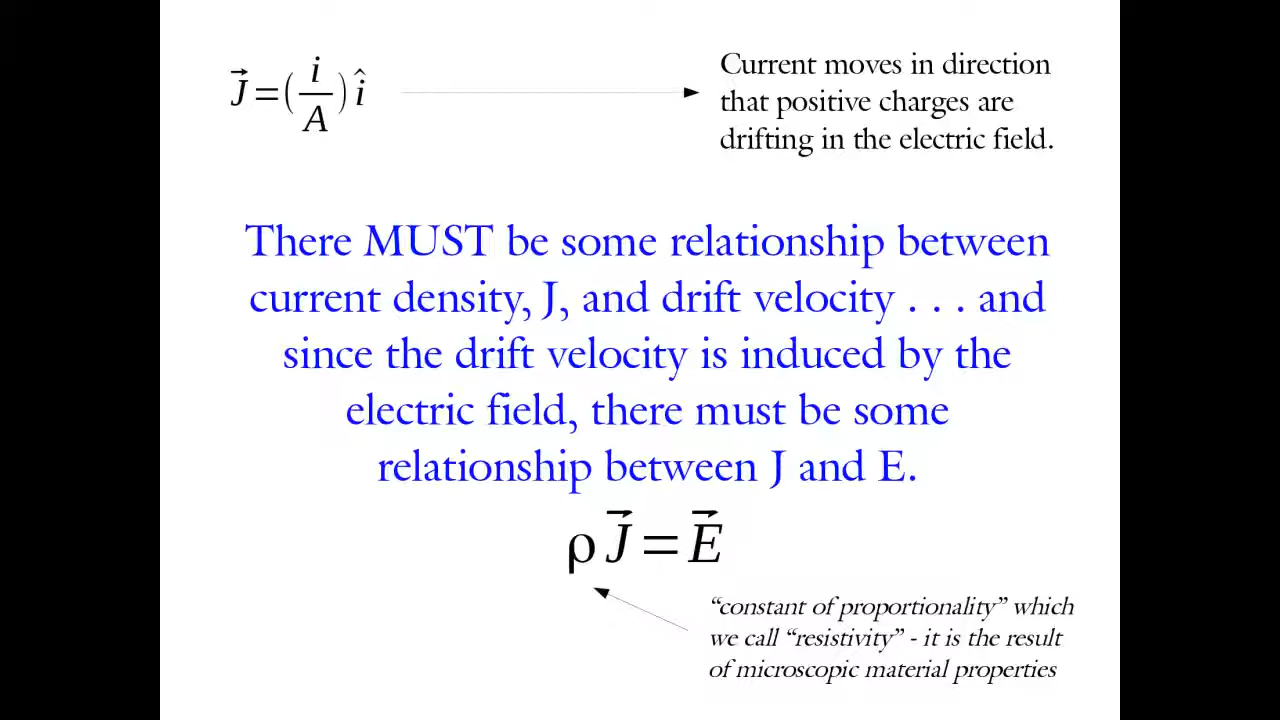 J⃗=(i/A) î
Current moves in direction
that positive charges are
drifting in the electric field.
There MUST be some relationship between
current density, J, and drift velocity . . . and
since the drift velocity is induced by the
electric field, there must be some
relationship between J and E.
ρJ⃗=E⃗
“constant of proportionality” which
we call “resistivity” - it is the result
of microscopic material properties